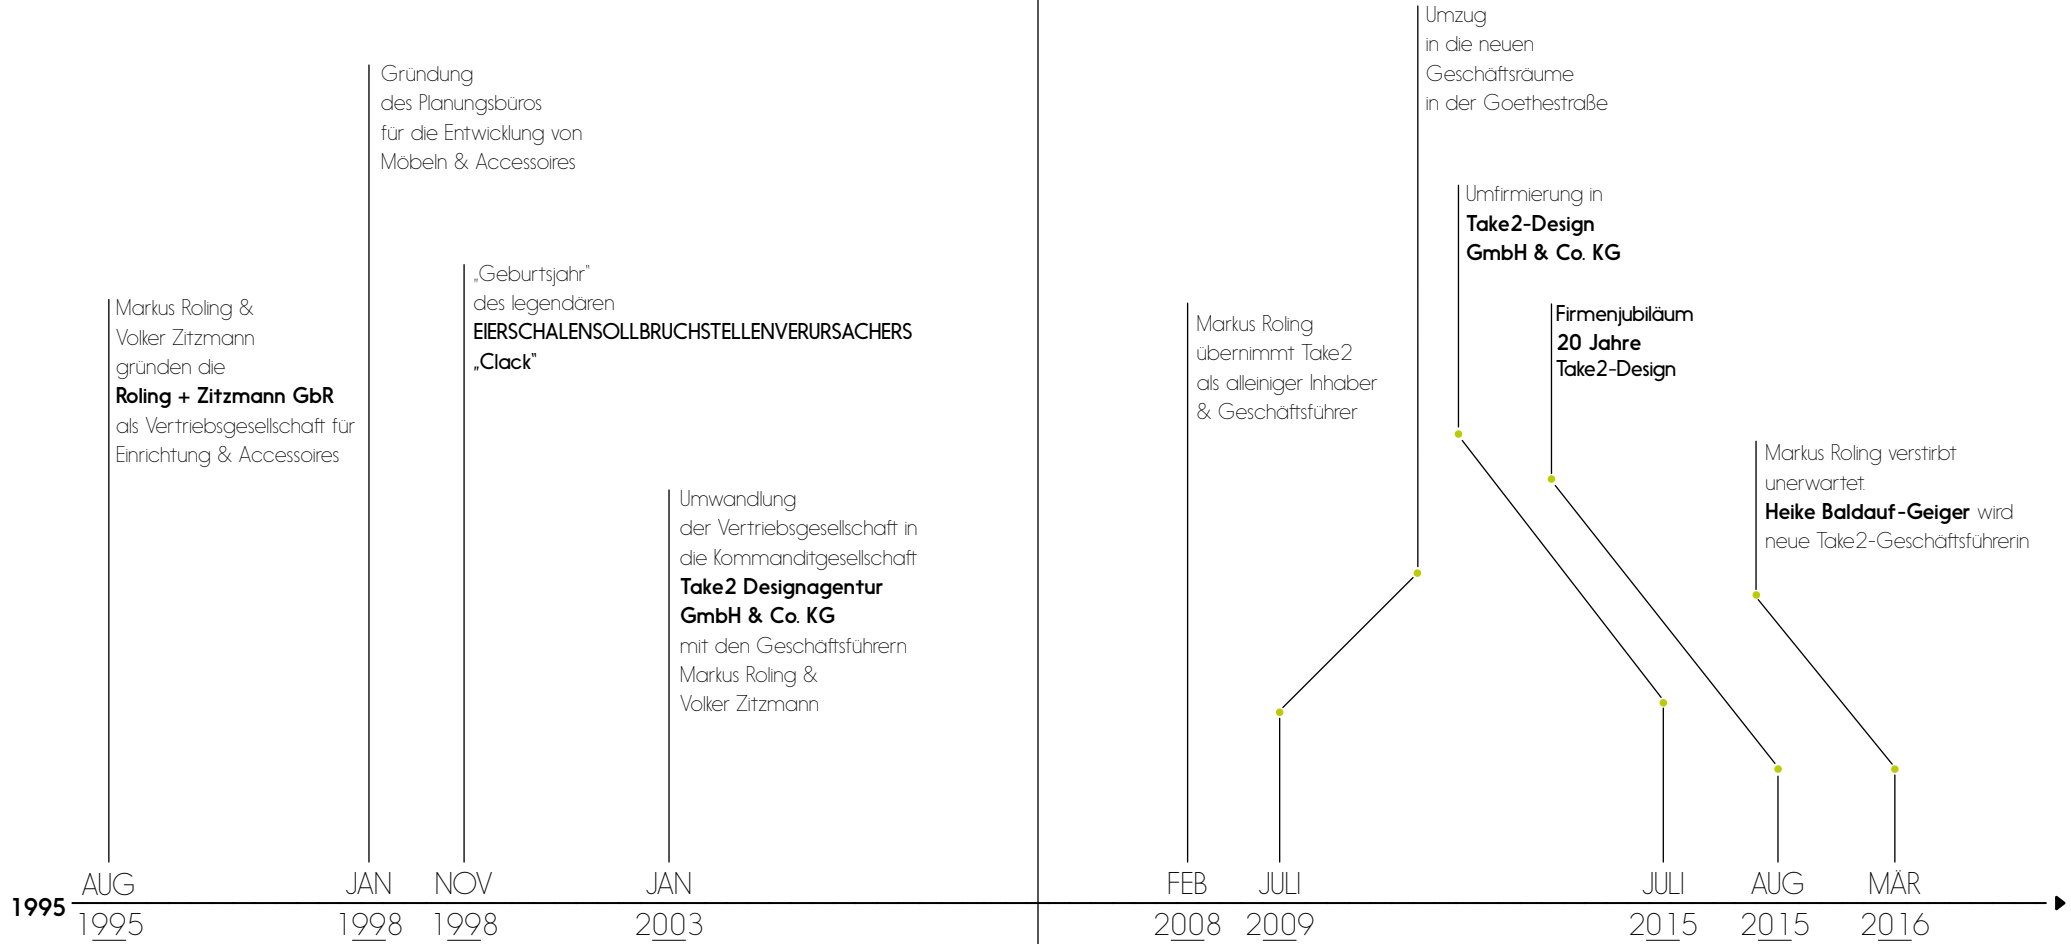 Markus Roling &
Volker Zitzmann
gründen die
Roling + Zitzmann GbR
als Vertriebsgesellschaft für
Einrichtung & Accessoires
Gründung
des Planungsbüros
für die Entwicklung von
Möbeln & Accessoires
„Geburtsjahr“
des legendären
EIERSCHALENSOLLBRUCHSTELLENVERURSACHERS
„Clack“
Umwandlung
der Vertriebsgesellschaft in
die Kommanditgesellschaft
Take2 Designagentur
GmbH & Co. KG
mit den Geschäftsführern
Markus Roling &
Volker Zitzmann
Markus Roling
übernimmt Take2
als alleiniger Inhaber
& Geschäftsführer
Umzug
in die neuen
Geschäftsräume
in der Goethestraße
Umfirmierung in
Take2-Design
GmbH & Co. KG
Firmenjubiläum
20 Jahre
Take2-Design
Markus Roling verstirbt
unerwartet.
Heike Baldauf-Geiger wird
neue Take2-Geschäftsführerin
1995
AUG
1995
JAN
1998
NOV
1998
JAN
2003
FEB
2008
JULI
2009
JULI
2015
AUG
2015
MÄR
2016